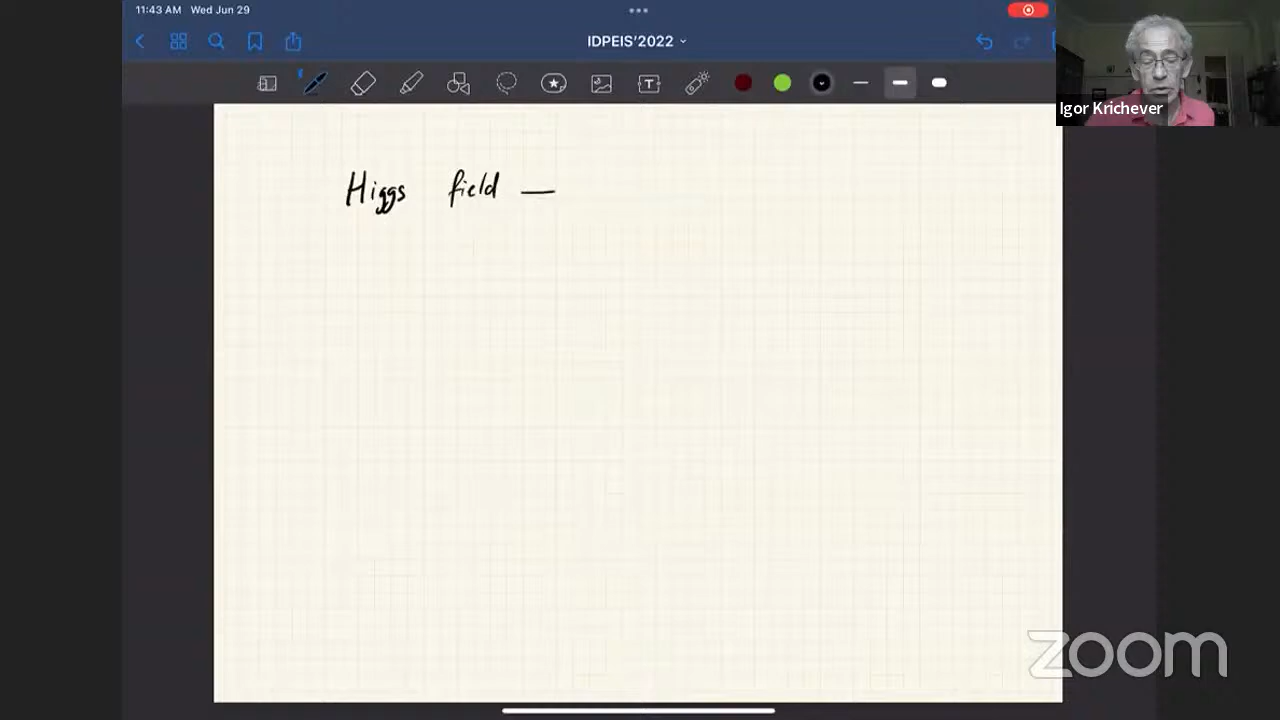 11:43 AM Wed Jun 29
IDPEIS'2022
Igor Krichever
Higgs field —
zoom